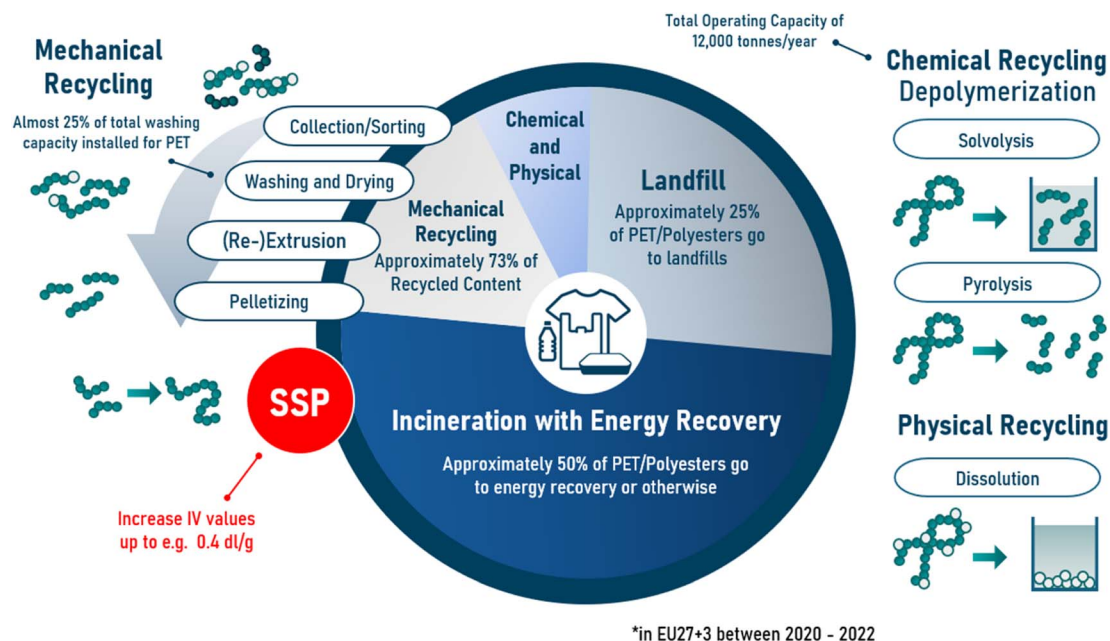 Mechanical
Recycling
Almost 25% of total washing
capacity installed for PET
Collection/Sorting
Washing and Drying
(Re-)Extrusion
Pelletizing
SSP
Increase IV values
up to e.g. 0.4 dl/g
Chemical
and
Physical
Mechanical
Recycling
Approximately 73% of
Recycled Content
Landfill
Approximately 25%
of PET/Polyesters go
to landfills
Incineration with Energy Recovery
Approximately 50% of PET/Polyesters go
to energy recovery or otherwise
Total Operating Capacity of
12,000 tonnes/year
Chemical Recycling
Depolymerization
Solvolysis
Pyrolysis
Physical Recycling
Dissolution
*in EU27+3 between 2020 - 2022